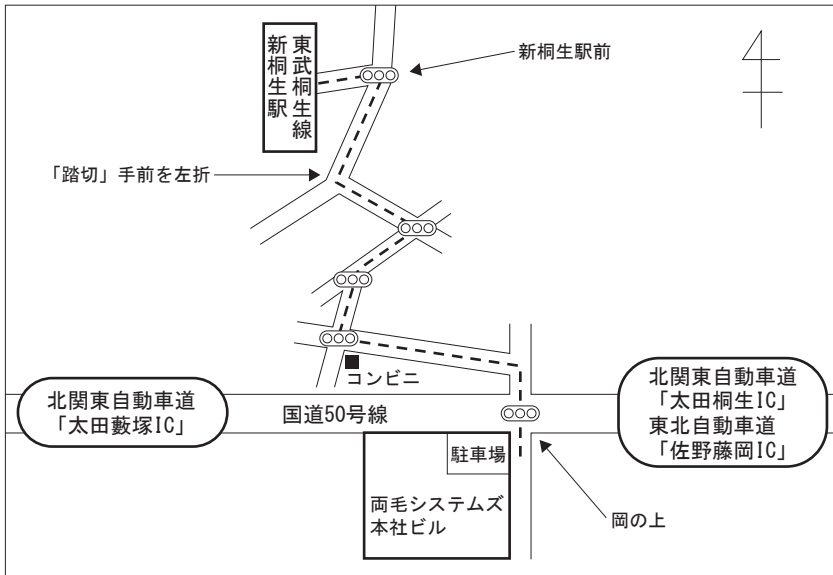 東武桐生線
新桐生駅
新桐生駅前
「踏切」手前を左折
コンビニ
北関東自動車道
「太田藪塚IC」
国道50号線
北関東自動車道
「太田桐生IC」
東北自動車道
「佐野藤岡IC」
駐車場
両毛システムズ
本社ビル
岡の上